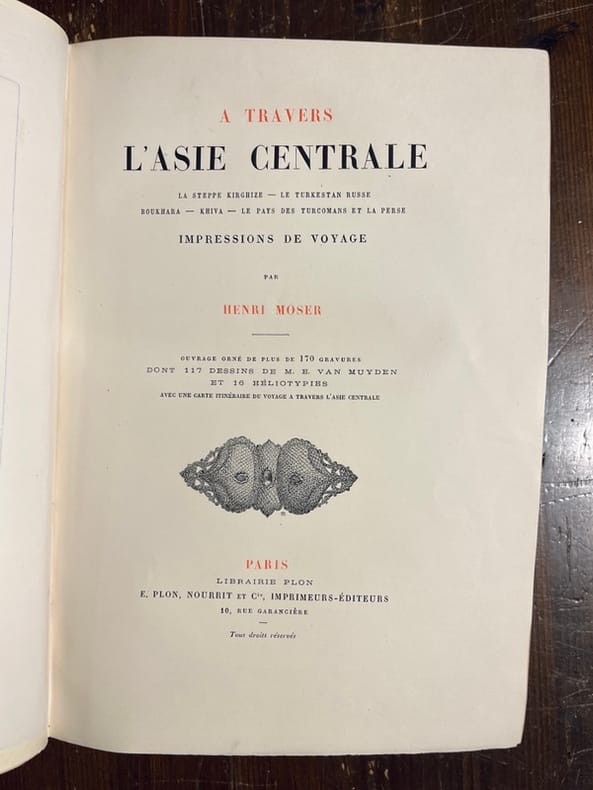 A TRAVERS
L'ASIE CENTRALE
LA STEPPE KIRGHIZE — LE TURKESTAN RUSSE
BOUKHARA — KHIVA — LE PAYS DES TURCOMANS ET LA PERSE
IMPRESSIONS DE VOYAGE
PAR
HENRI MOSER
OUVRAGE ORNÉ DE PLUS DE 170 GRAVURES
DONT 117 DESSINS DE M. E. VAN MUYDEN
ET 16 HÉLIOTYPIES
AVEC UNE CARTE ITINÉRAIRE DU VOYAGE A TRAVERS L'ASIE CENTRALE
PARIS
LIBRAIRIE PLON
E. PLON, NOURRIT ET Cie, IMPRIMEURS-ÉDITEURS
10, RUE GARANCIÈRE
Tous droits réservés